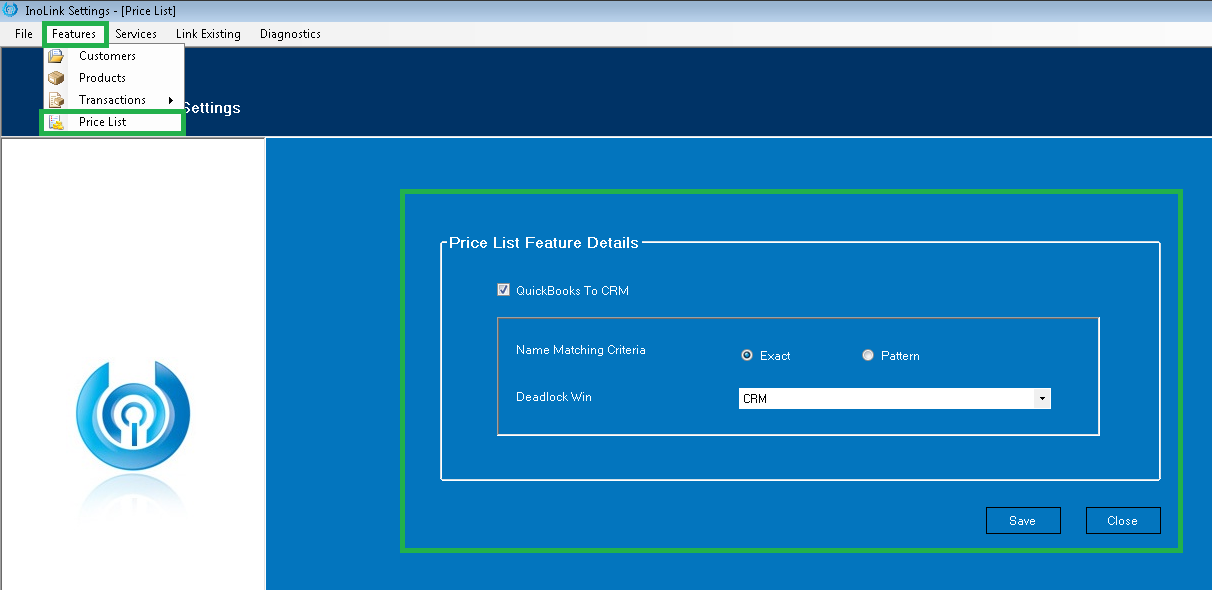 InoLink Settings - [Price List]
File Features Services Link Existing Diagnostics
Customers
Products
Transactions
Settings
Price List
Price List Feature Details
QuickBooks To CRM
Name Matching Criteria Exact Pattern
Deadlock Win CRM
Save Close